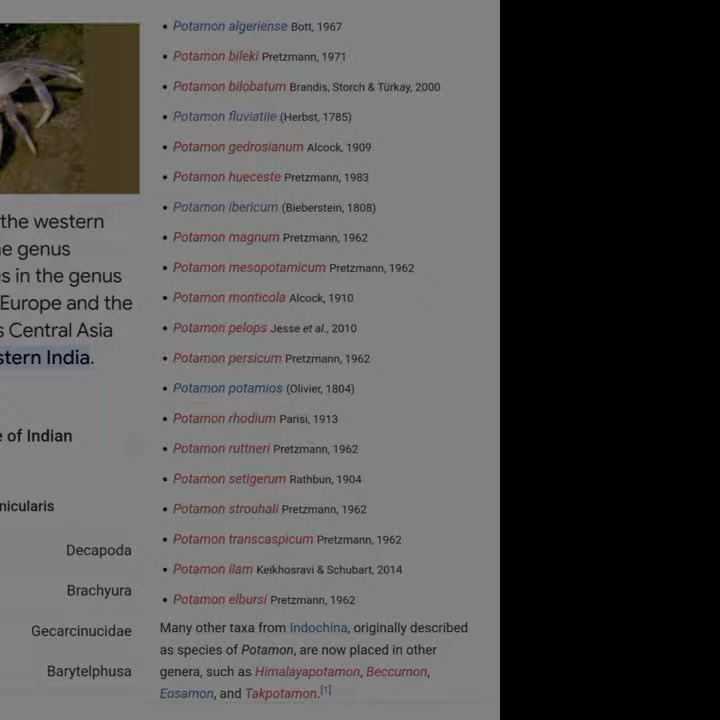 the western
e genus
s in the genus
Europe and the
s Central Asia
stern India.
e of Indian
nicularis
Decapoda
Brachyura
Gecarcinucidae
Barytelphusa
• Potamon algeriense Bott, 1967
• Potamon bileki Pretzmann, 1971
• Potamon bilobatum Brandis, Storch & Türkay, 2000
• Potamon fluviatile (Herbst, 1785)
• Potamon gedrosianum Alcock, 1909
• Potamon hueceste Pretzmann, 1983
• Potamon ibericum (Bieberstein, 1808)
• Potamon magnum Pretzmann, 1962
• Potamon mesopotamicum Pretzmann, 1962
• Potamon monticola Alcock, 1910
• Potamon pelops Jesse et al., 2010
• Potamon persicum Pretzmann, 1962
• Potamon potamios (Olivier, 1804)
• Potamon rhodium Parisi, 1913
• Potamon ruttneri Pretzmann, 1962
• Potamon setigerum Rathbun, 1904
• Potamon strouhali Pretzmann, 1962
• Potamon transcaspicum Pretzmann, 1962
• Potamon ilam Keikhosravi & Schubart, 2014
• Potamon elbursi Pretzmann, 1962
Many other taxa from Indochina, originally described
as species of Potamon, are now placed in other
genera, such as Himalayapotamon, Beccumon,
Eosamon, and Takpotamon.[1]